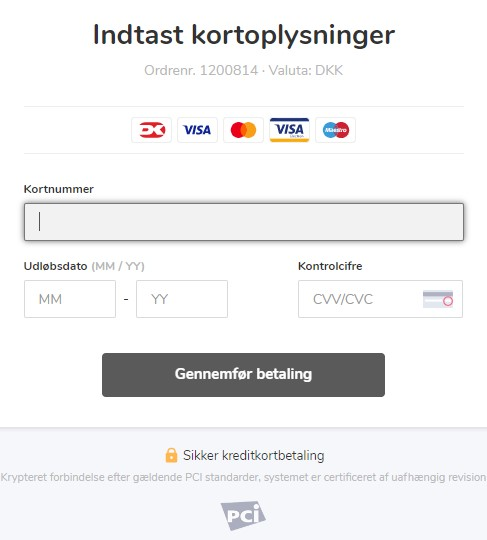 Indtast kortoplysninger
Ordrenr. 1200814 · Valuta: DKK
DK VISA VISA Maestro
Kortnummer
Udløbsdato (MM / YY) Kontrolcifre
MM - YY CVV/CVC
Gennemfør betaling
Sikker kreditkortbetaling
Krypteret forbindelse efter gældende PCI standarder, systemet er certificeret af uafhængig revision
PCi